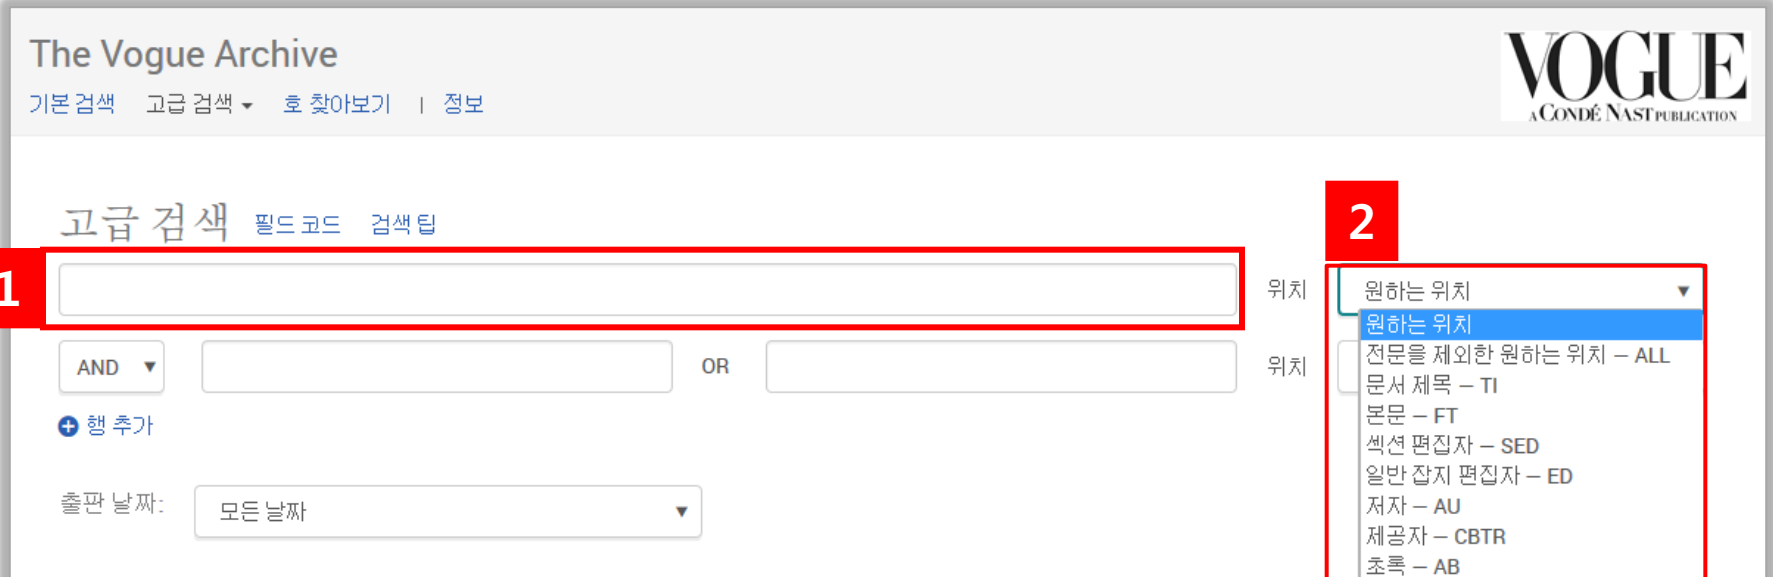 The Vogue Archive
기본 검색 고급 검색 호 찾아보기 | 정보
VOGUE
A CONDÉ NAST PUBLICATION
고급 검색 필드 코드 검색 팁
2
1
위치 원하는 위치
원하는 위치
전문을 제외한 원하는 위치 – ALL
AND OR 위치
문서 제목 – TI
본문 – FT
행 추가
섹션 편집자 – SED
일반 잡지 편집자 – ED
출판 날짜: 모든 날짜
저자 – AU
제공자 – CBTR
초록 – AB